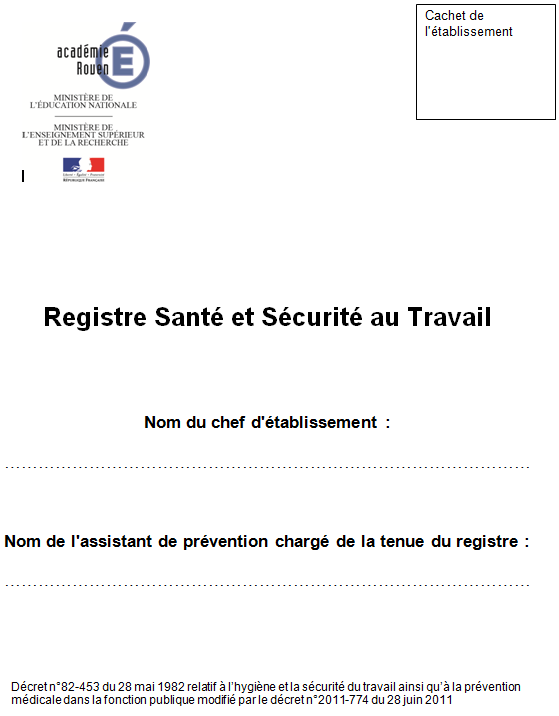 Cachet de
l'établissement
académie
Rouen
MINISTÈRE DE
L'ÉDUCATION NATIONALE
MINISTÈRE DE
L'ENSEIGNEMENT SUPÉRIEUR
ET DE LA RECHERCHE
Liberté • Égalité • Fraternité
RÉPUBLIQUE FRANÇAISE
Registre Santé et Sécurité au Travail
Nom du chef d'établissement :
Nom de l'assistant de prévention chargé de la tenue du registre :
Décret n°82-453 du 28 mai 1982 relatif à l'hygiène et la sécurité du travail ainsi qu'à la prévention
médicale dans la fonction publique modifié par le décret n°2011-774 du 28 juin 2011